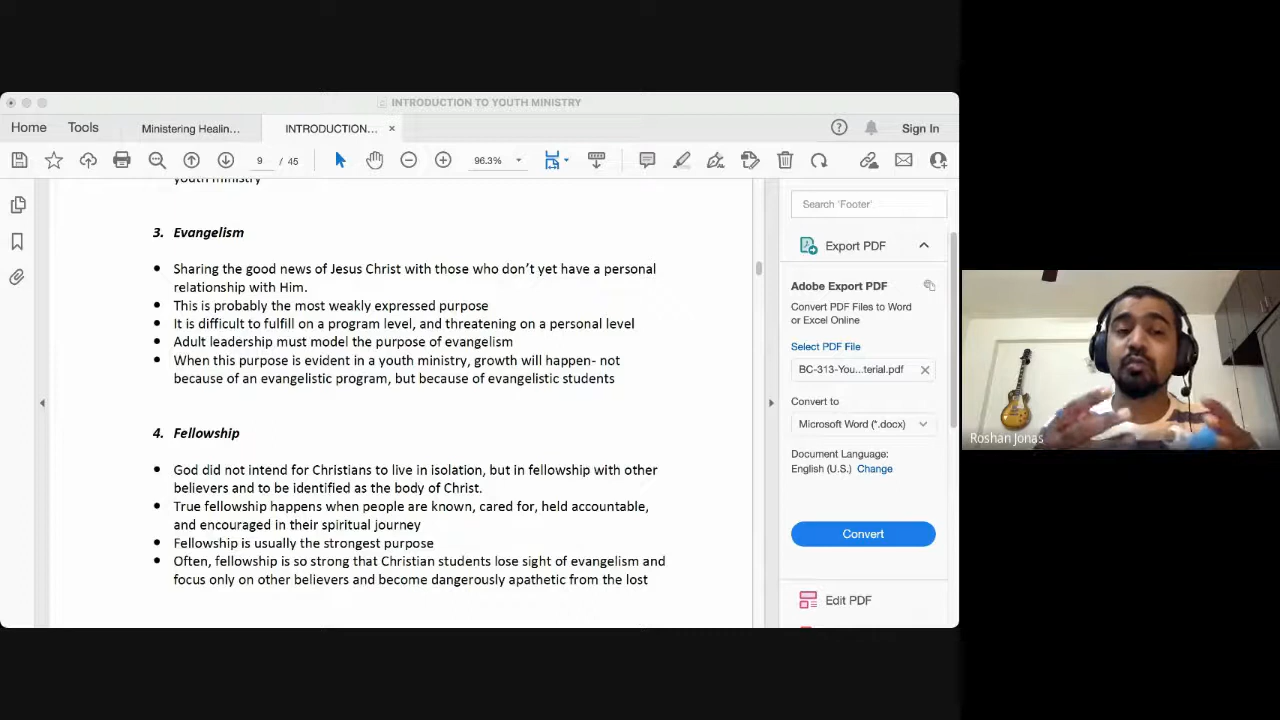 INTRODUCTION TO YOUTH MINISTRY
Home
Tools
Ministering Healin...
INTRODUCTION...
×
Sign In
9
/ 45
96.3%
youth ministry
3. Evangelism
• Sharing the good news of Jesus Christ with those who don't yet have a personal
relationship with Him.
• This is probably the most weakly expressed purpose
• It is difficult to fulfill on a program level, and threatening on a personal level
• Adult leadership must model the purpose of evangelism
• When this purpose is evident in a youth ministry, growth will happen- not
because of an evangelistic program, but because of evangelistic students
4. Fellowship
• God did not intend for Christians to live in isolation, but in fellowship with other
believers and to be identified as the body of Christ.
• True fellowship happens when people are known, cared for, held accountable,
and encouraged in their spiritual journey
• Fellowship is usually the strongest purpose
• Often, fellowship is so strong that Christian students lose sight of evangelism and
focus only on other believers and become dangerously apathetic from the lost
Search 'Footer'
Export PDF
Adobe Export PDF
Convert PDF Files to Word
or Excel Online
Select PDF File
BC-313-You...terial.pdf
Convert to
Microsoft Word (*.docx)
Document Language:
English (U.S.) Change
Convert
Edit PDF
Roshan Jonas